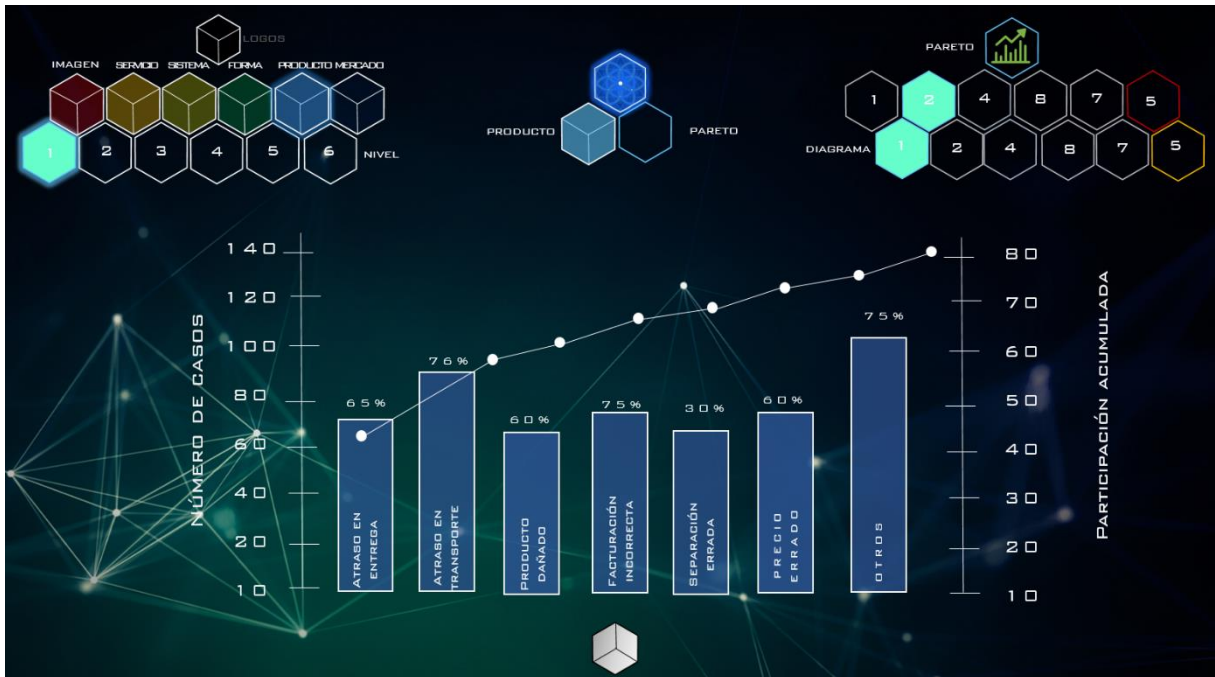 LOGOS
IMAGEN SERVICIO SISTEMA FORMA PRODUCTO MERCADO
1 2 3 4 5 6 NIVEL
PRODUCTO
PARETO
PARETO
1 2 4 8 7 5
DIAGRAMA 1 2 4 8 7 5
NÚMERO DE CASOS
140
120
100
80
60
40
20
10
65%
76%
60%
75%
30%
60%
75%
ATRASO EN
ENTREGA
ATRASO EN
TRANSPORTE
PRODUCTO
DAÑADO
FACTURACIÓN
INCORRECTA
SEPARACIÓN
ERRADA
PRECIO
ERRADO
OTROS
80
70
60
50
40
30
20
10
PARTICIPACIÓN ACUMULADA